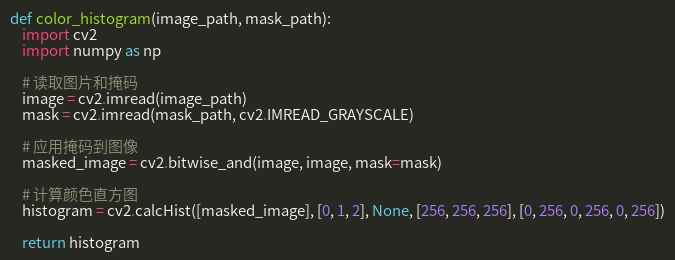 def color_histogram(image_path, mask_path):
    import cv2
    import numpy as np
    # 读取图片和掩码
    image = cv2.imread(image_path)
    mask = cv2.imread(mask_path, cv2.IMREAD_GRAYSCALE)
    # 应用掩码到图像
    masked_image = cv2.bitwise_and(image, image, mask=mask)
    # 计算颜色直方图
    histogram = cv2.calcHist([masked_image], [0, 1, 2], None, [256, 256, 256], [0, 256, 0, 256, 0, 256])
    return histogram